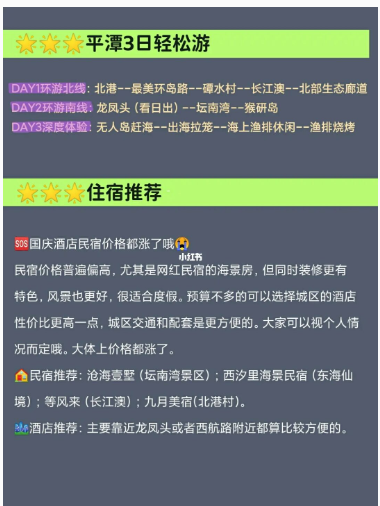 🌟🌟🌟平潭3日轻松游
DAY1环游北线：北港--最美环岛路--磹水村--长江澳--北部生态廊道
DAY2环游南线：龙凤头（看日出）--坛南湾--猴研岛
DAY3深度体验：无人岛赶海--出海拉笼--海上渔排休闲--渔排烧烤
🌟🌟🌟住宿推荐
🆘国庆酒店民宿价格都涨了哦😭
小红书
民宿价格普遍偏高，尤其是网红民宿的海景房，但同时装修更有
特色，风景也更好，很适合度假。预算不多的可以选择城区的酒店
性价比更高一点，城区交通和配套是更方便的。大家可以视个人情
况而定哦。大体上价格都涨了。
🏠民宿推荐：沧海壹墅（坛南湾景区）；西汐里海景民宿（东海仙
境）；等风来（长江澳）；九月美宿(北港村)。
🏙️酒店推荐：主要靠近龙凤头或者西航路附近都算比较方便的。